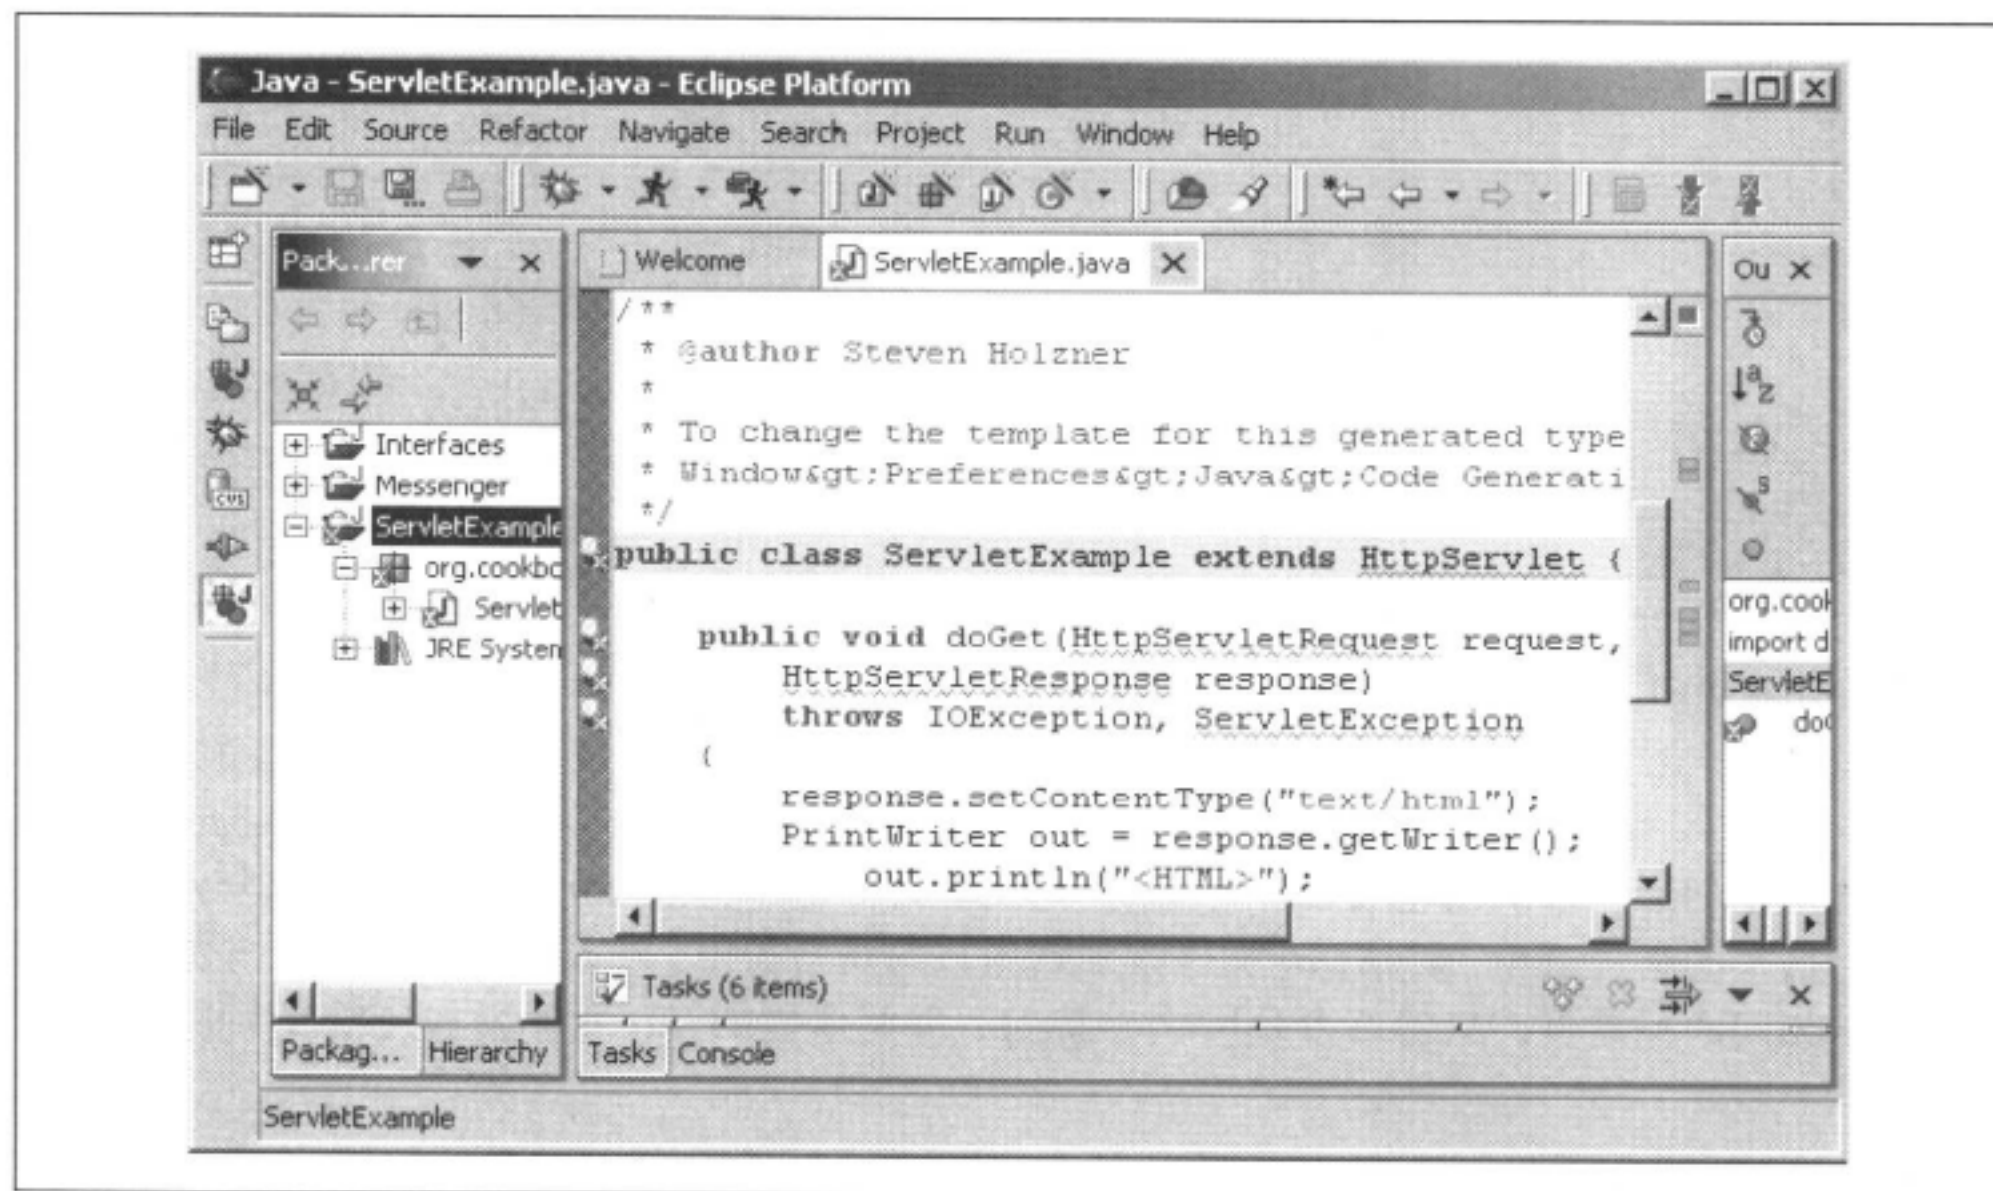 Java - ServletExample.java - Eclipse Platform
File Edit Source Refactor Navigate Search Project Run Window Help
Pack...rer
Welcome
ServletExample.java
Ou
/**
* @author Steven Holzner
*
* To change the template for this generated type
* Window&gt;Preferences&gt;Java&gt;Code Generati
*/
public class ServletExample extends HttpServlet {
public void doGet(HttpServletRequest request,
HttpServletResponse response)
throws IOException, ServletException
{
response.setContentType("text/html");
PrintWriter out = response.getWriter();
out.println("<HTML>");
Interfaces
Messenger
ServletExample
org.cookbo
Servlet
JRE System
org.cook
import d
ServletE
doG
Tasks (6 items)
Packag... Hierarchy
Tasks Console
ServletExample